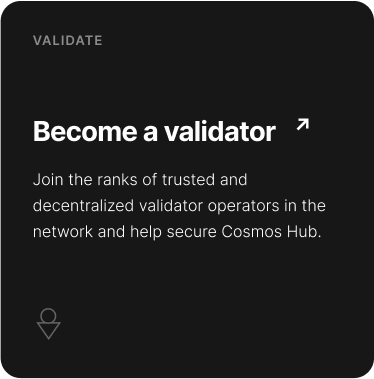 VALIDATE
Become a validator ↗
Join the ranks of trusted and
decentralized validator operators in the
network and help secure Cosmos Hub.